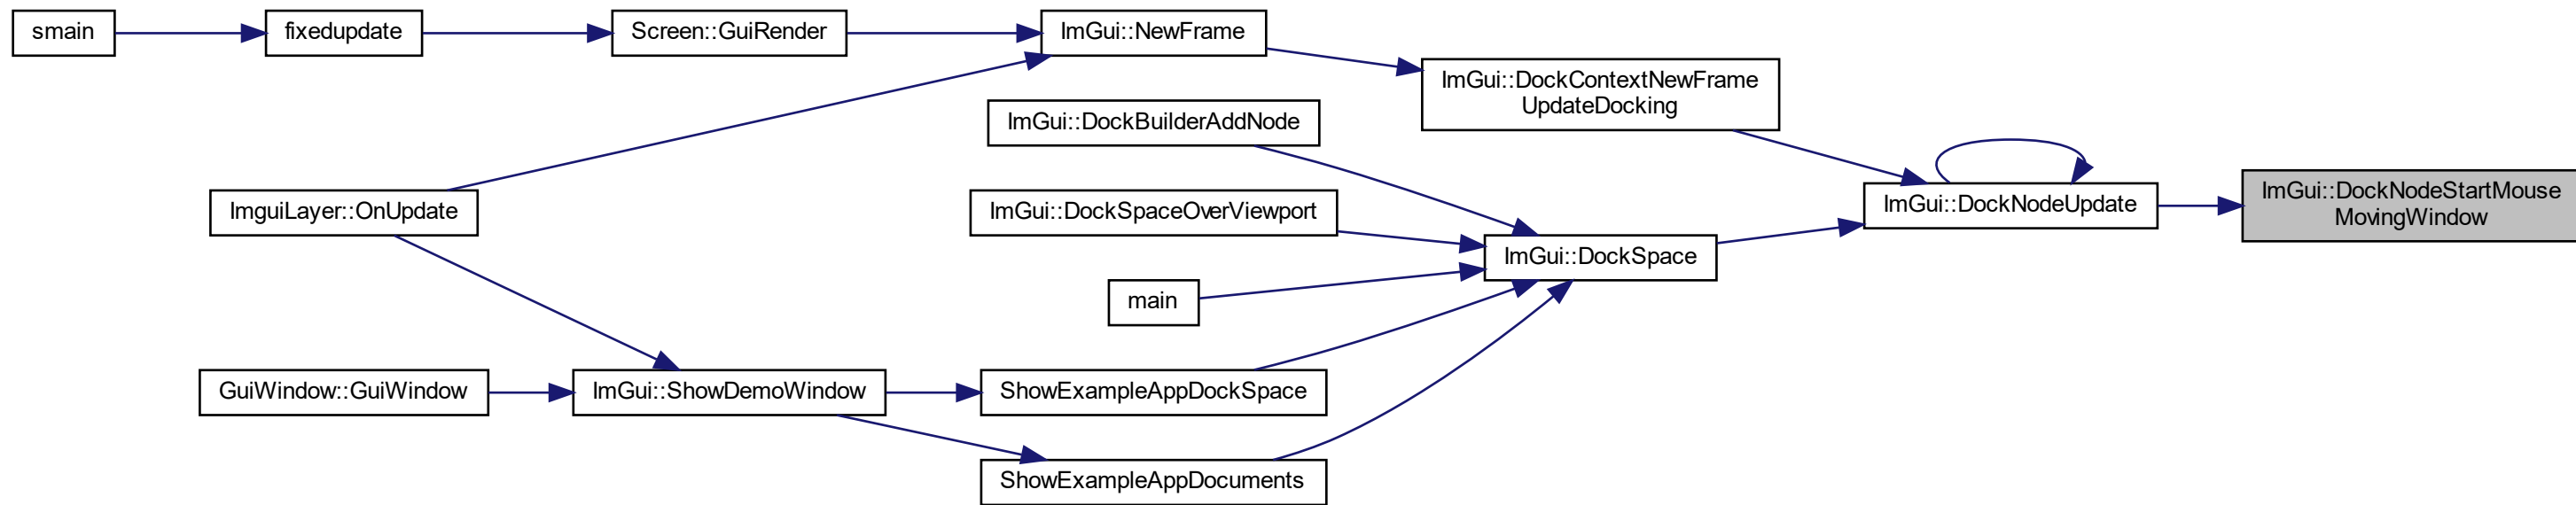 smain
fixedupdate
Screen::GuiRender
ImGui::NewFrame
ImGui::DockContextNewFrame
UpdateDocking
ImGui::DockBuilderAddNode
ImguiLayer::OnUpdate
ImGui::DockSpaceOverViewport
ImGui::DockNodeUpdate
ImGui::DockNodeStartMouse
MovingWindow
ImGui::DockSpace
main
GuiWindow::GuiWindow
ImGui::ShowDemoWindow
ShowExampleAppDockSpace
ShowExampleAppDocuments